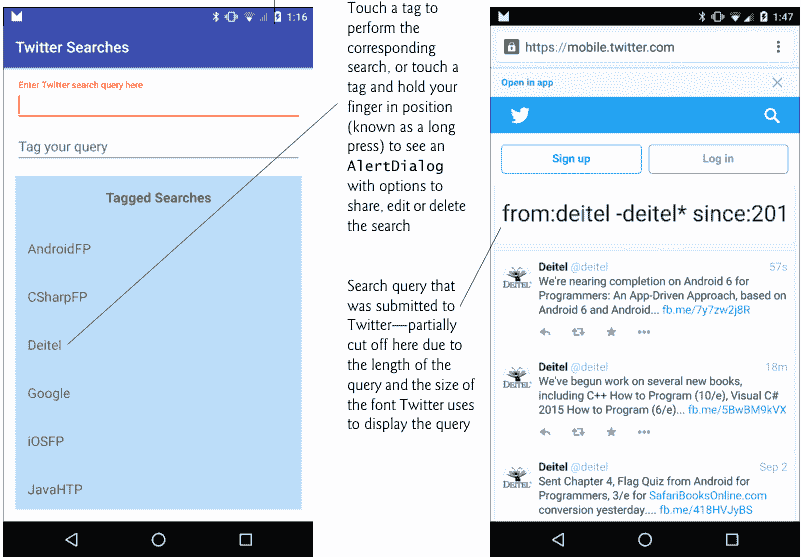 1:16
Twitter Searches
Enter Twitter search query here
Tag your query
Tagged Searches
AndroidFP
CSharpFP
Deitel
Google
iOSFP
JavaHTP
Touch a tag to
perform the
corresponding
search, or touch a
tag and hold your
finger in position
(known as a long
press) to see an
AlertDialog
with options to
share, edit or delete
the search
Search query that
was submitted to
Twitter—partially
cut off here due to
the length of the
query and the size of
the font Twitter uses
to display the query
1:47
https://mobile.twitter.com
Open in app
Sign up
Log in
from:deitel -deitel* since:201
Deitel @deitel 57s
We're nearing completion on Android 6 for
Programmers: An App-Driven Approach, based on
Android 6 and Android... fb.me/7y7zw2j8R
DEITEL
Deitel @deitel 18m
We've begun work on several new books,
including C++ How to Program (10/e), Visual C#
2015 How to Program (6/e)... fb.me/5BwBM9kVX
DEITEL
Deitel @deitel Sep 2
Sent Chapter 4, Flag Quiz from Android for
Programmers, 3/e for SafariBooksOnline.com
conversion yesterday.... fb.me/418HVJyBS
DEITEL